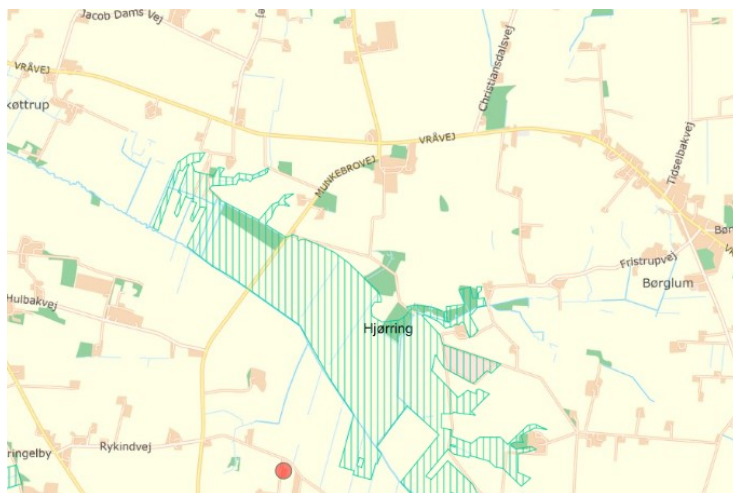 Jacob Dams Vej
VRÅVEJ
Christiansdalsvej
køttrup
VRÅVEJ
MUNKEBROVEJ
Tidselbakvej
Fristrupvej
Børglum
Hulbakvej
Hjørring
Rykindvej
ringelby